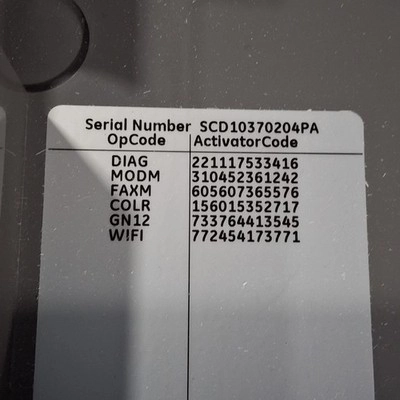 Serial Number SCD10370204PA
OpCode ActivatorCode
DIAG 221117533416
MODM 310452361242
FAXM 605607365576
COLR 156015352717
GN12 733764413545
WIFI 772454173771